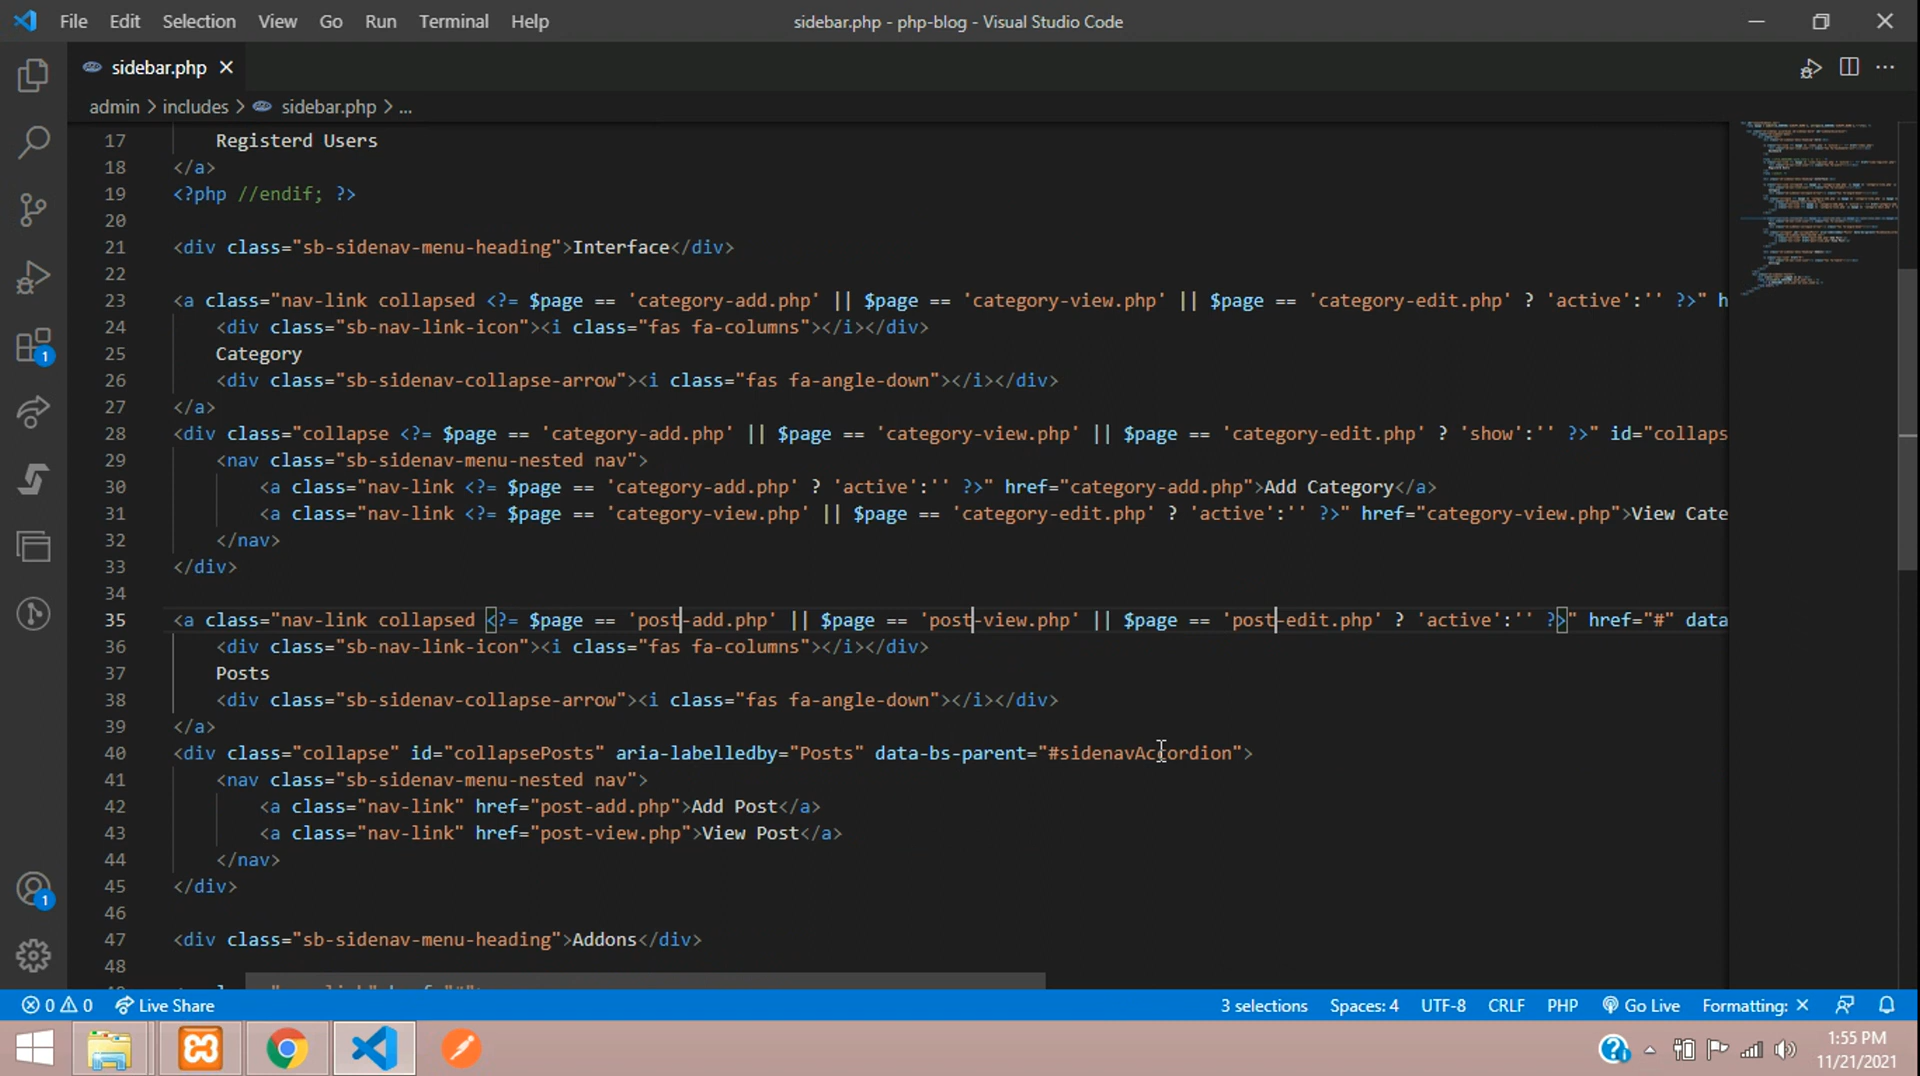 File Edit Selection View Go Run Terminal Help
sidebar.php - php-blog - Visual Studio Code
sidebar.php
admin > includes > sidebar.php > ...
17 Registerd Users
18 </a>
19 <?php //endif; ?>
20
21 <div class="sb-sidenav-menu-heading">Interface</div>
22
23 <a class="nav-link collapsed <?= $page == 'category-add.php' || $page == 'category-view.php' || $page == 'category-edit.php' ? 'active':'' ?>" h
24 <div class="sb-nav-link-icon"><i class="fas fa-columns"></i></div>
25 Category
26 <div class="sb-sidenav-collapse-arrow"><i class="fas fa-angle-down"></i></div>
27 </a>
28 <div class="collapse <?= $page == 'category-add.php' || $page == 'category-view.php' || $page == 'category-edit.php' ? 'show':'' ?>" id="collaps
29 <nav class="sb-sidenav-menu-nested nav">
30 <a class="nav-link <?= $page == 'category-add.php' ? 'active':'' ?>" href="category-add.php">Add Category</a>
31 <a class="nav-link <?= $page == 'category-view.php' || $page == 'category-edit.php' ? 'active':'' ?>" href="category-view.php">View Cate
32 </nav>
33 </div>
34
35 <a class="nav-link collapsed <?= $page == 'post-add.php' || $page == 'post-view.php' || $page == 'post-edit.php' ? 'active':'' ?>" href="#" data
36 <div class="sb-nav-link-icon"><i class="fas fa-columns"></i></div>
37 Posts
38 <div class="sb-sidenav-collapse-arrow"><i class="fas fa-angle-down"></i></div>
39 </a>
40 <div class="collapse" id="collapsePosts" aria-labelledby="Posts" data-bs-parent="#sidenavAccordion">
41 <nav class="sb-sidenav-menu-nested nav">
42 <a class="nav-link" href="post-add.php">Add Post</a>
43 <a class="nav-link" href="post-view.php">View Post</a>
44 </nav>
45 </div>
46
47 <div class="sb-sidenav-menu-heading">Addons</div>
48
1
1
0 0 Live Share 3 selections Spaces: 4 UTF-8 CRLF PHP Go Live Formatting: ×
1:55 PM
11/21/2021